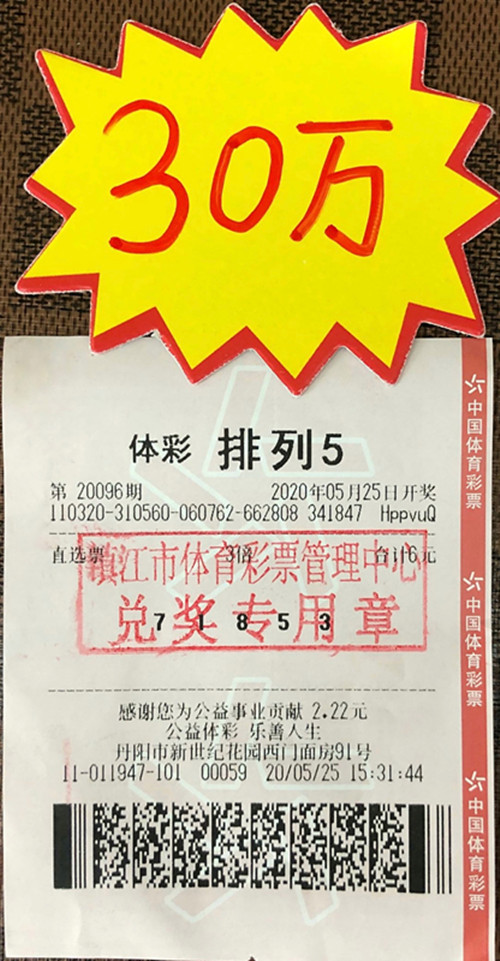 30万
体彩 排列5
第 20096期 2020年05月25日开奖
110320-310560-060762-662808 341847 HppvuQ
直选票 3倍 合计6元
镇江市体育彩票管理中心
兑奖专用章
7 1 8 5 3
感谢您为公益事业贡献 2.22元
公益体彩 乐善人生
丹阳市新世纪花园西门面房91号
11-011947-101 00059 20/05/25 15:31:44
中国体育彩票
中国体育彩票
中国体育彩票